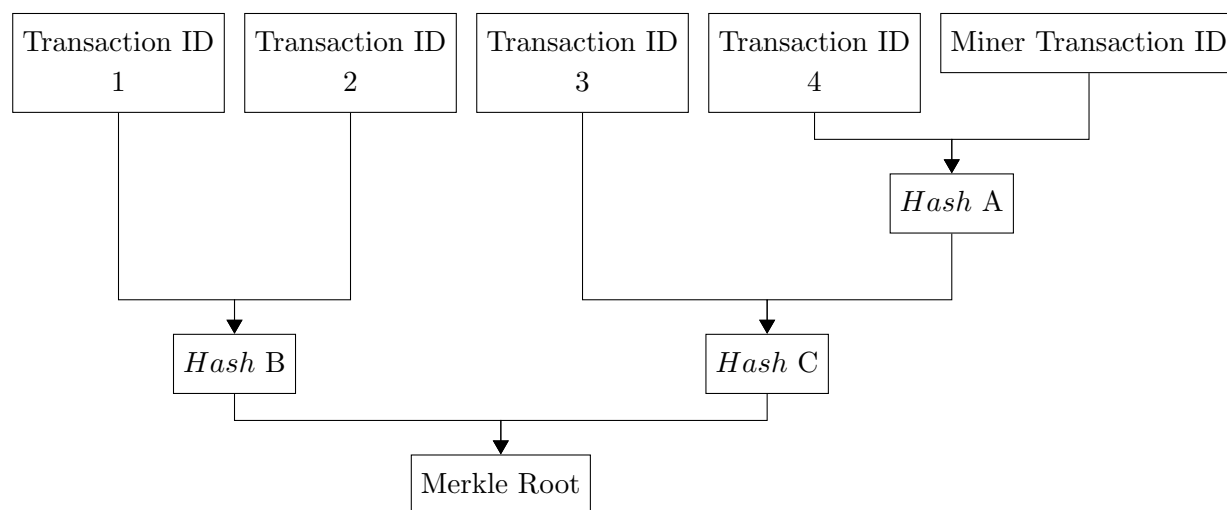 Transaction ID
1
Transaction ID
2
Transaction ID
3
Transaction ID
4
Miner Transaction ID
Hash A
Hash B
Hash C
Merkle Root